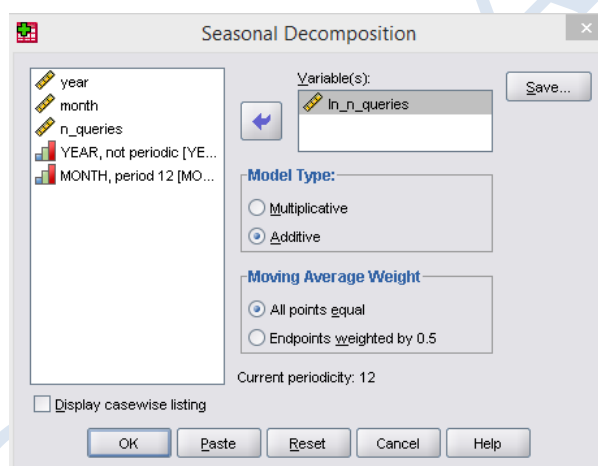 Seasonal Decomposition
year
month
n_queries
YEAR, not periodic [YE...
MONTH, period 12 [MO...
Variable(s):
ln_n_queries
Save...
Model Type:
Multiplicative
Additive
Moving Average Weight
All points equal
Endpoints weighted by 0.5
Current periodicity: 12
Display casewise listing
OK
Paste
Reset
Cancel
Help